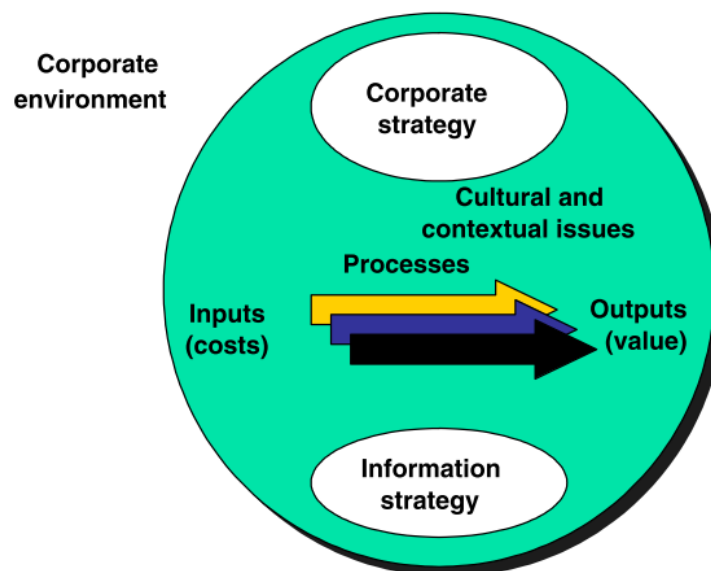 Corporate
environment
Corporate
strategy
Cultural and
contextual issues
Processes
Inputs
(costs)
Outputs
(value)
Information
strategy